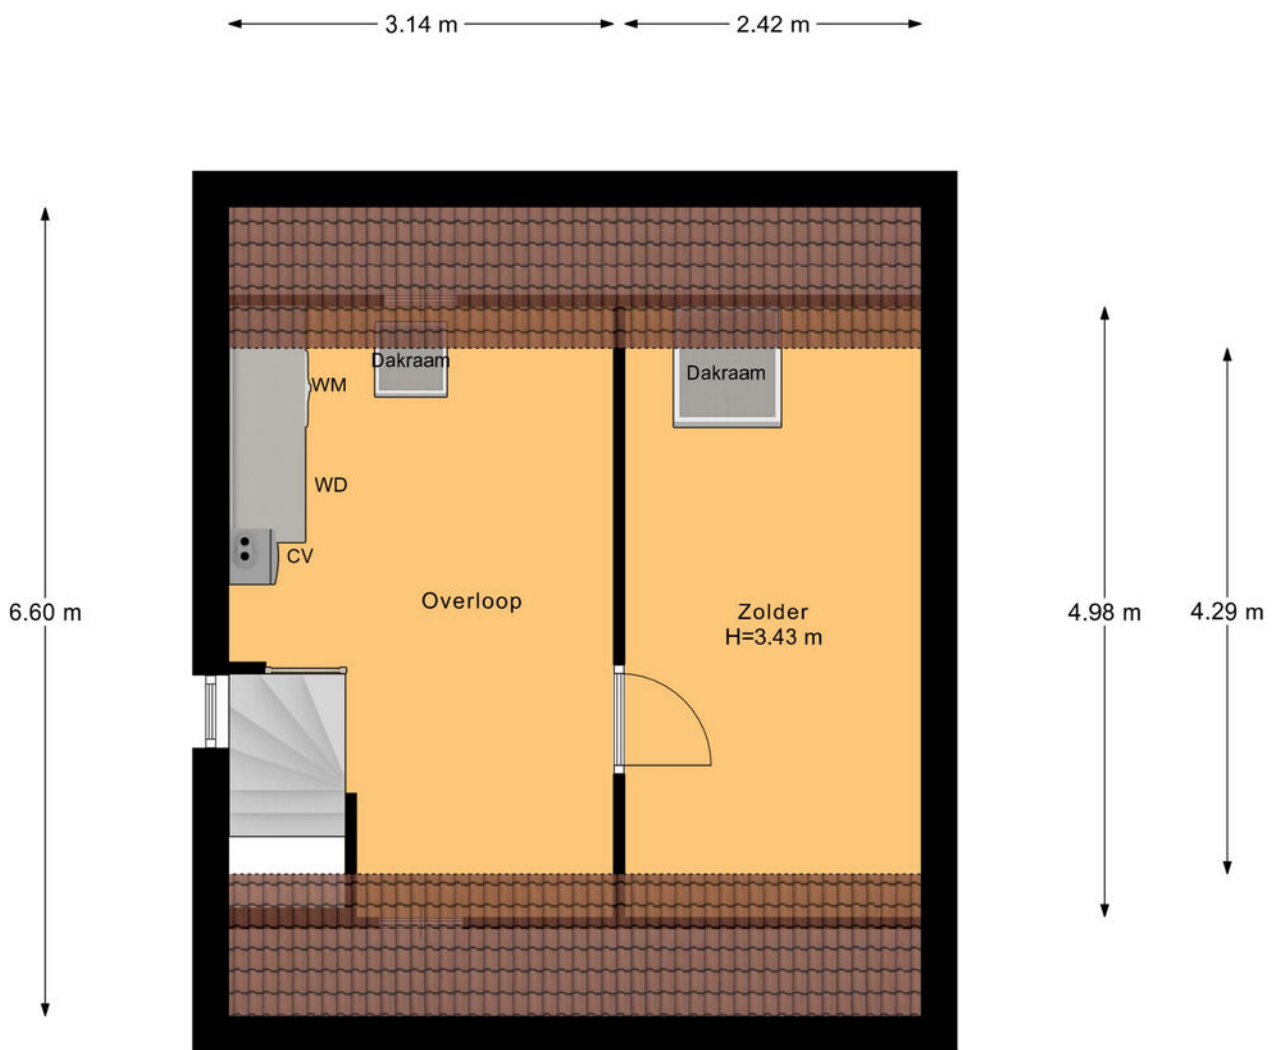 3.14 m
2.42 m
Dakraam
Dakraam
WM
WD
CV
Overloop
Zolder
H=3.43 m
6.60 m
4.98 m
4.29 m